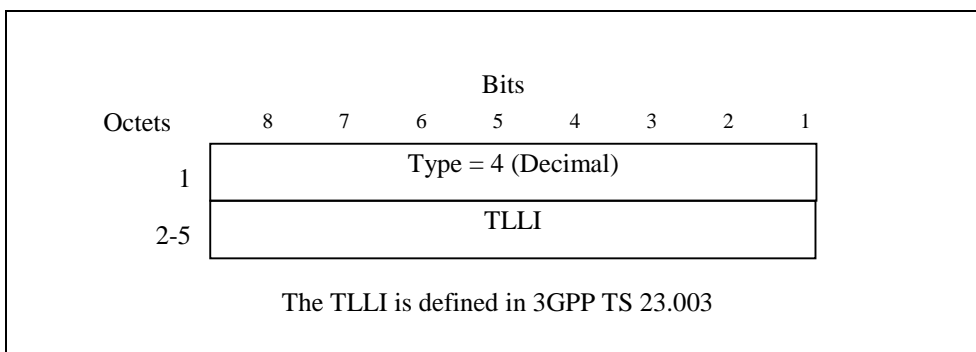 Bits
Octets 8 7 6 5 4 3 2 1
1 Type = 4 (Decimal)
2-5 TLLI
The TLLI is defined in 3GPP TS 23.003